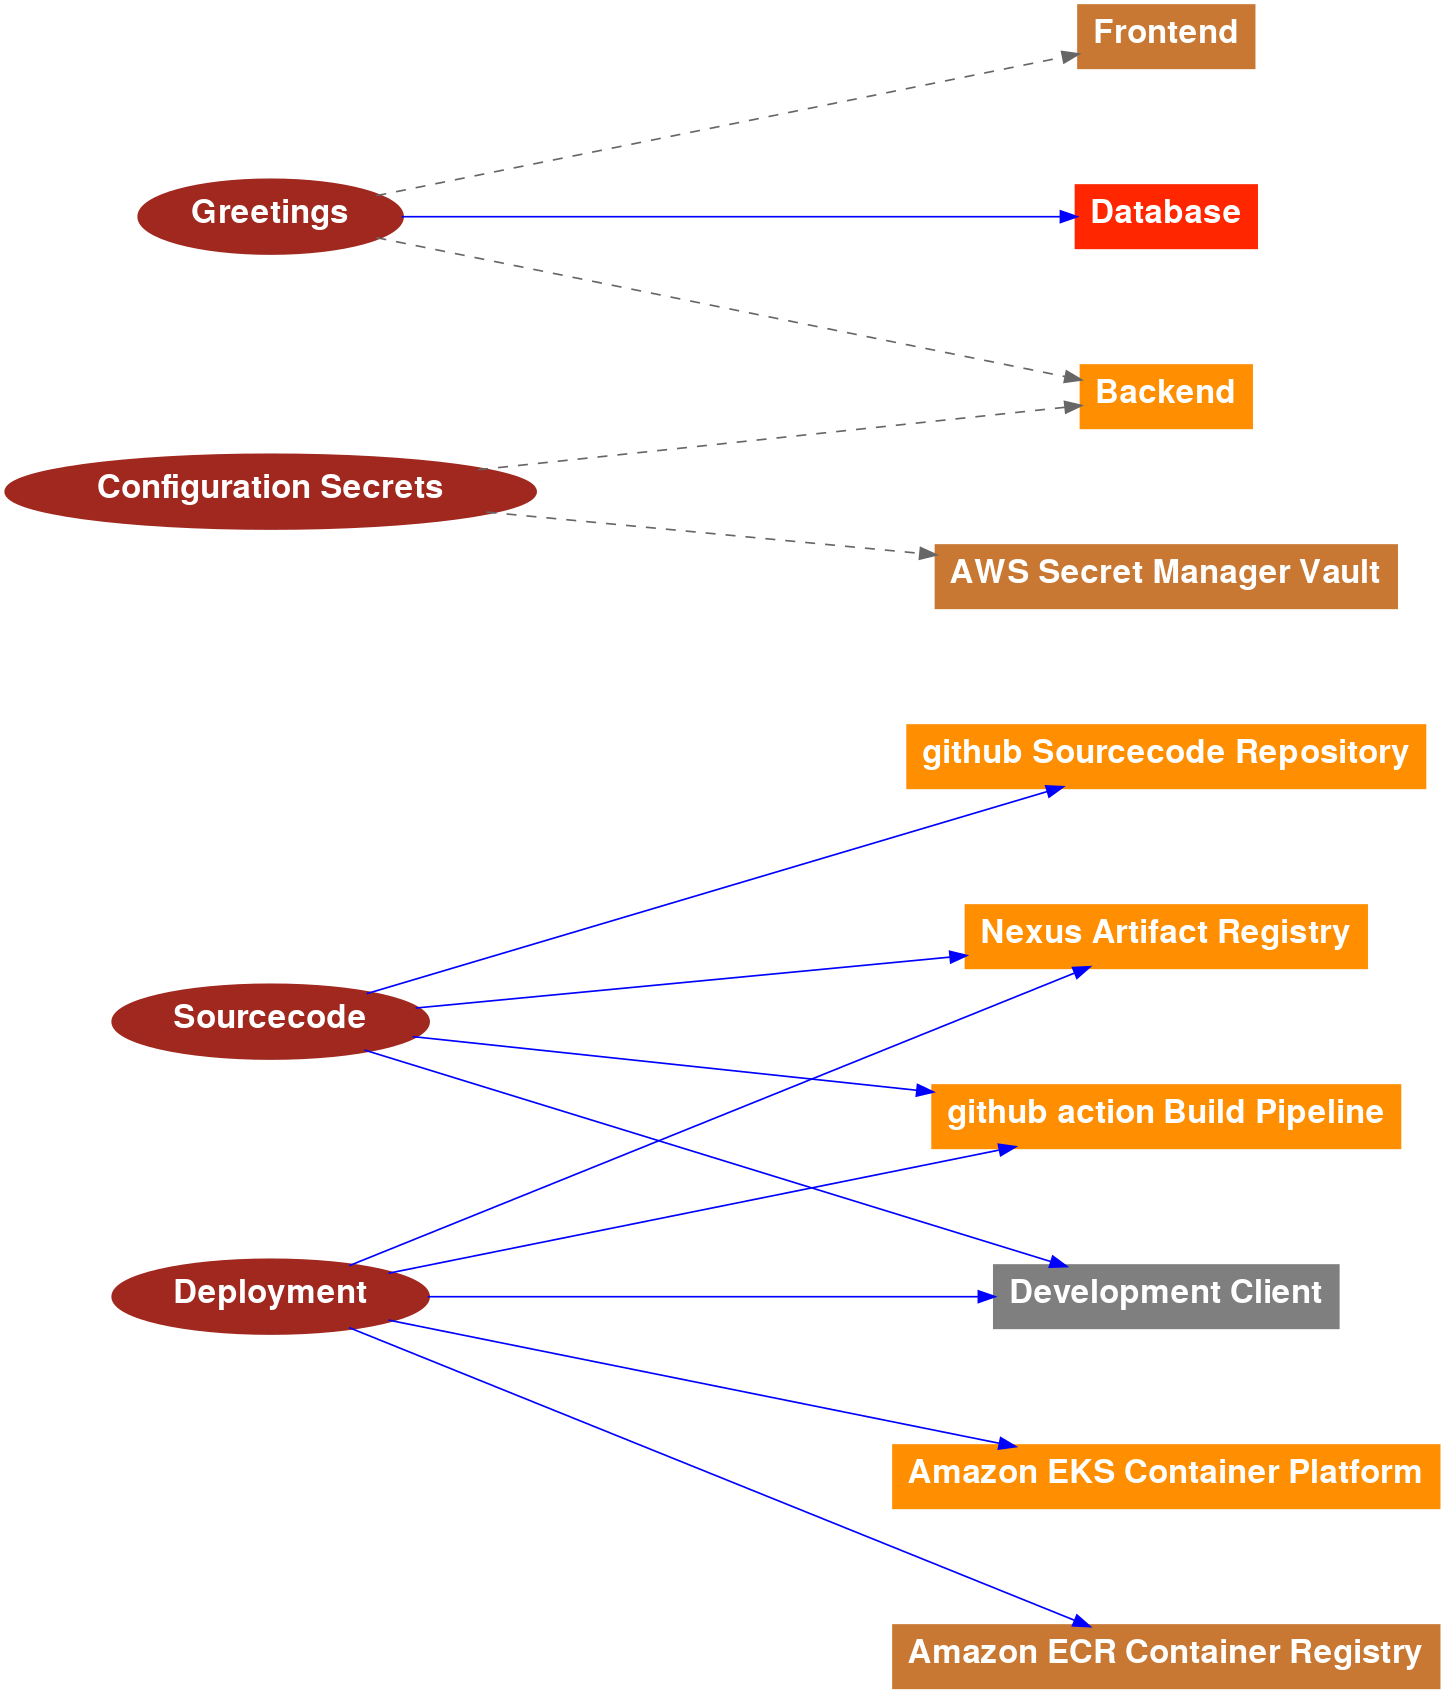 Frontend
Greetings
Database
Backend
Configuration Secrets
AWS Secret Manager Vault
github Sourcecode Repository
Nexus Artifact Registry
Sourcecode
github action Build Pipeline
Deployment
Development Client
Amazon EKS Container Platform
Amazon ECR Container Registry